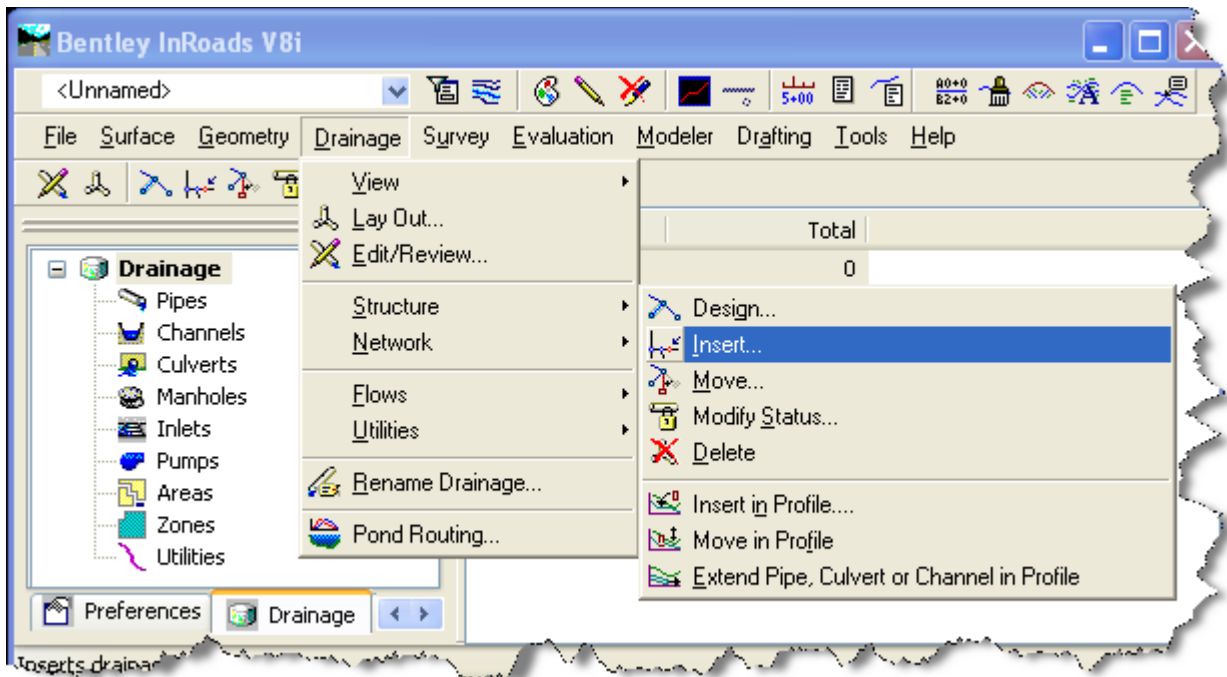 Bentley InRoads V8i
<Unnamed>
5+00
A0+0
B2+0
File Surface Geometry Drainage Survey Evaluation Modeler Drafting Tools Help
View
Lay Out...
Edit/Review...
Structure
Network
Flows
Utilities
Rename Drainage...
Pond Routing...
Total
0
Design...
Insert...
Move...
Modify Status...
Delete
Insert in Profile....
Move in Profile
Extend Pipe, Culvert or Channel in Profile
Drainage
Pipes
Channels
Culverts
Manholes
Inlets
Pumps
Areas
Zones
Utilities
Preferences Drainage
Inserts